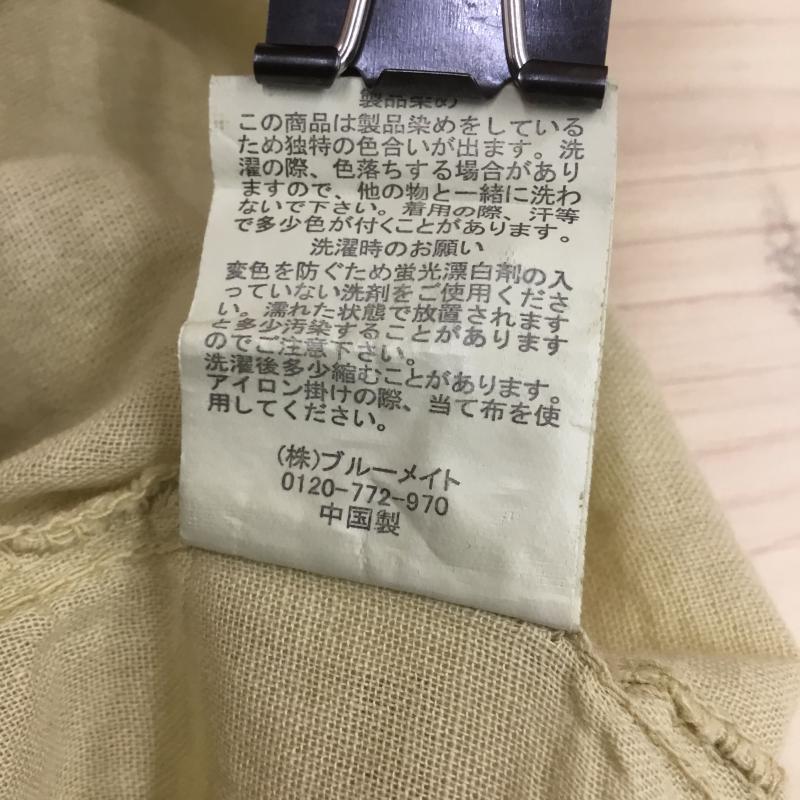 製品染め
この商品は製品染めをしている
ため独特の色合いが出ます。洗
濯の際、色落ちする場合があり
ますので、他の物と一緒に洗わ
ないで下さい。着用の際、汗等
で多少色が付くことがあります。
洗濯時のお願い
変色を防ぐため蛍光漂白剤の入
っていない洗剤をご使用くださ
い。濡れた状態で放置されます
と多少汚染することがあります
のでご注意下さい。
洗濯後多少縮むことがあります。
アイロン掛けの際、当て布を使
用してください。
(株)ブルーメイト
0120-772-970
中国製